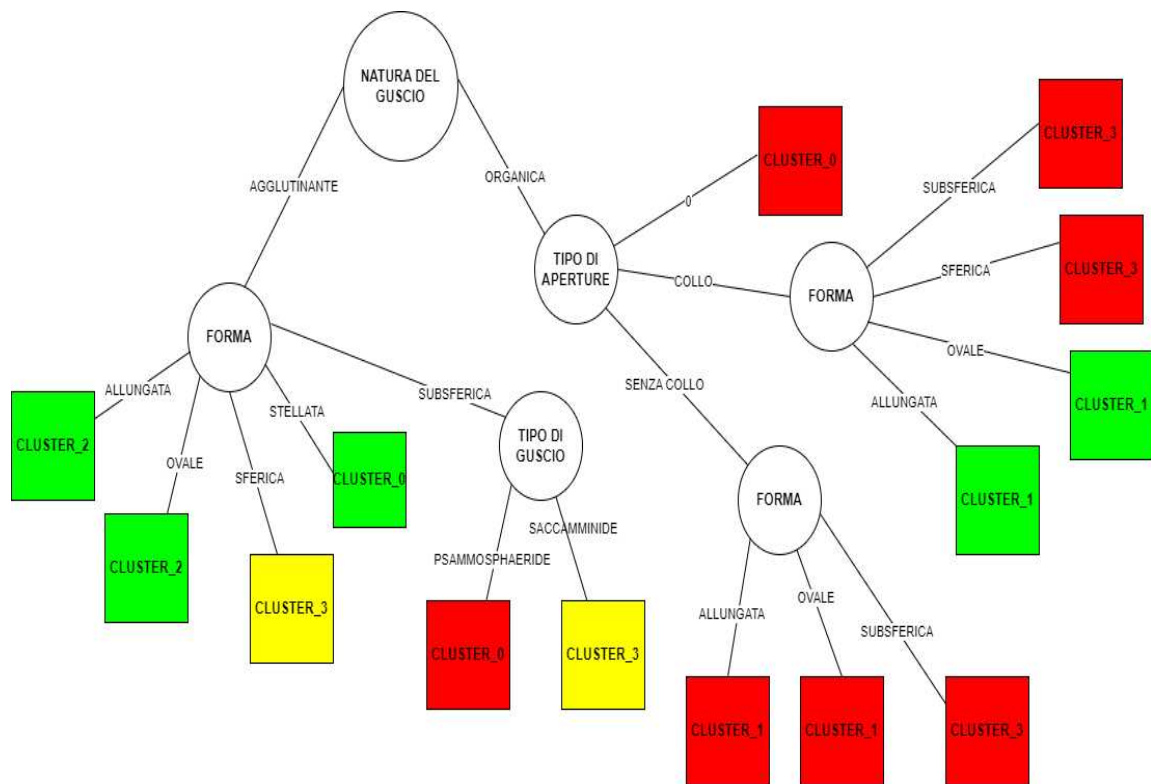 NATURA DEL
GUSCIO
AGGLUTINANTE
ORGANICA
FORMA
ALLUNGATA
CLUSTER_2
OVALE
CLUSTER_2
SFERICA
CLUSTER_3
STELLATA
CLUSTER_0
SUBSFERICA
TIPO DI
GUSCIO
PSAMMOSPHAERIDE
CLUSTER_0
SACCAMMINIDE
CLUSTER_3
TIPO DI
APERTURE
0
CLUSTER_0
COLLO
FORMA
SUBSFERICA
CLUSTER_3
SFERICA
CLUSTER_3
OVALE
CLUSTER_1
ALLUNGATA
CLUSTER_1
SENZA COLLO
FORMA
ALLUNGATA
CLUSTER_1
OVALE
CLUSTER_1
SUBSFERICA
CLUSTER_3